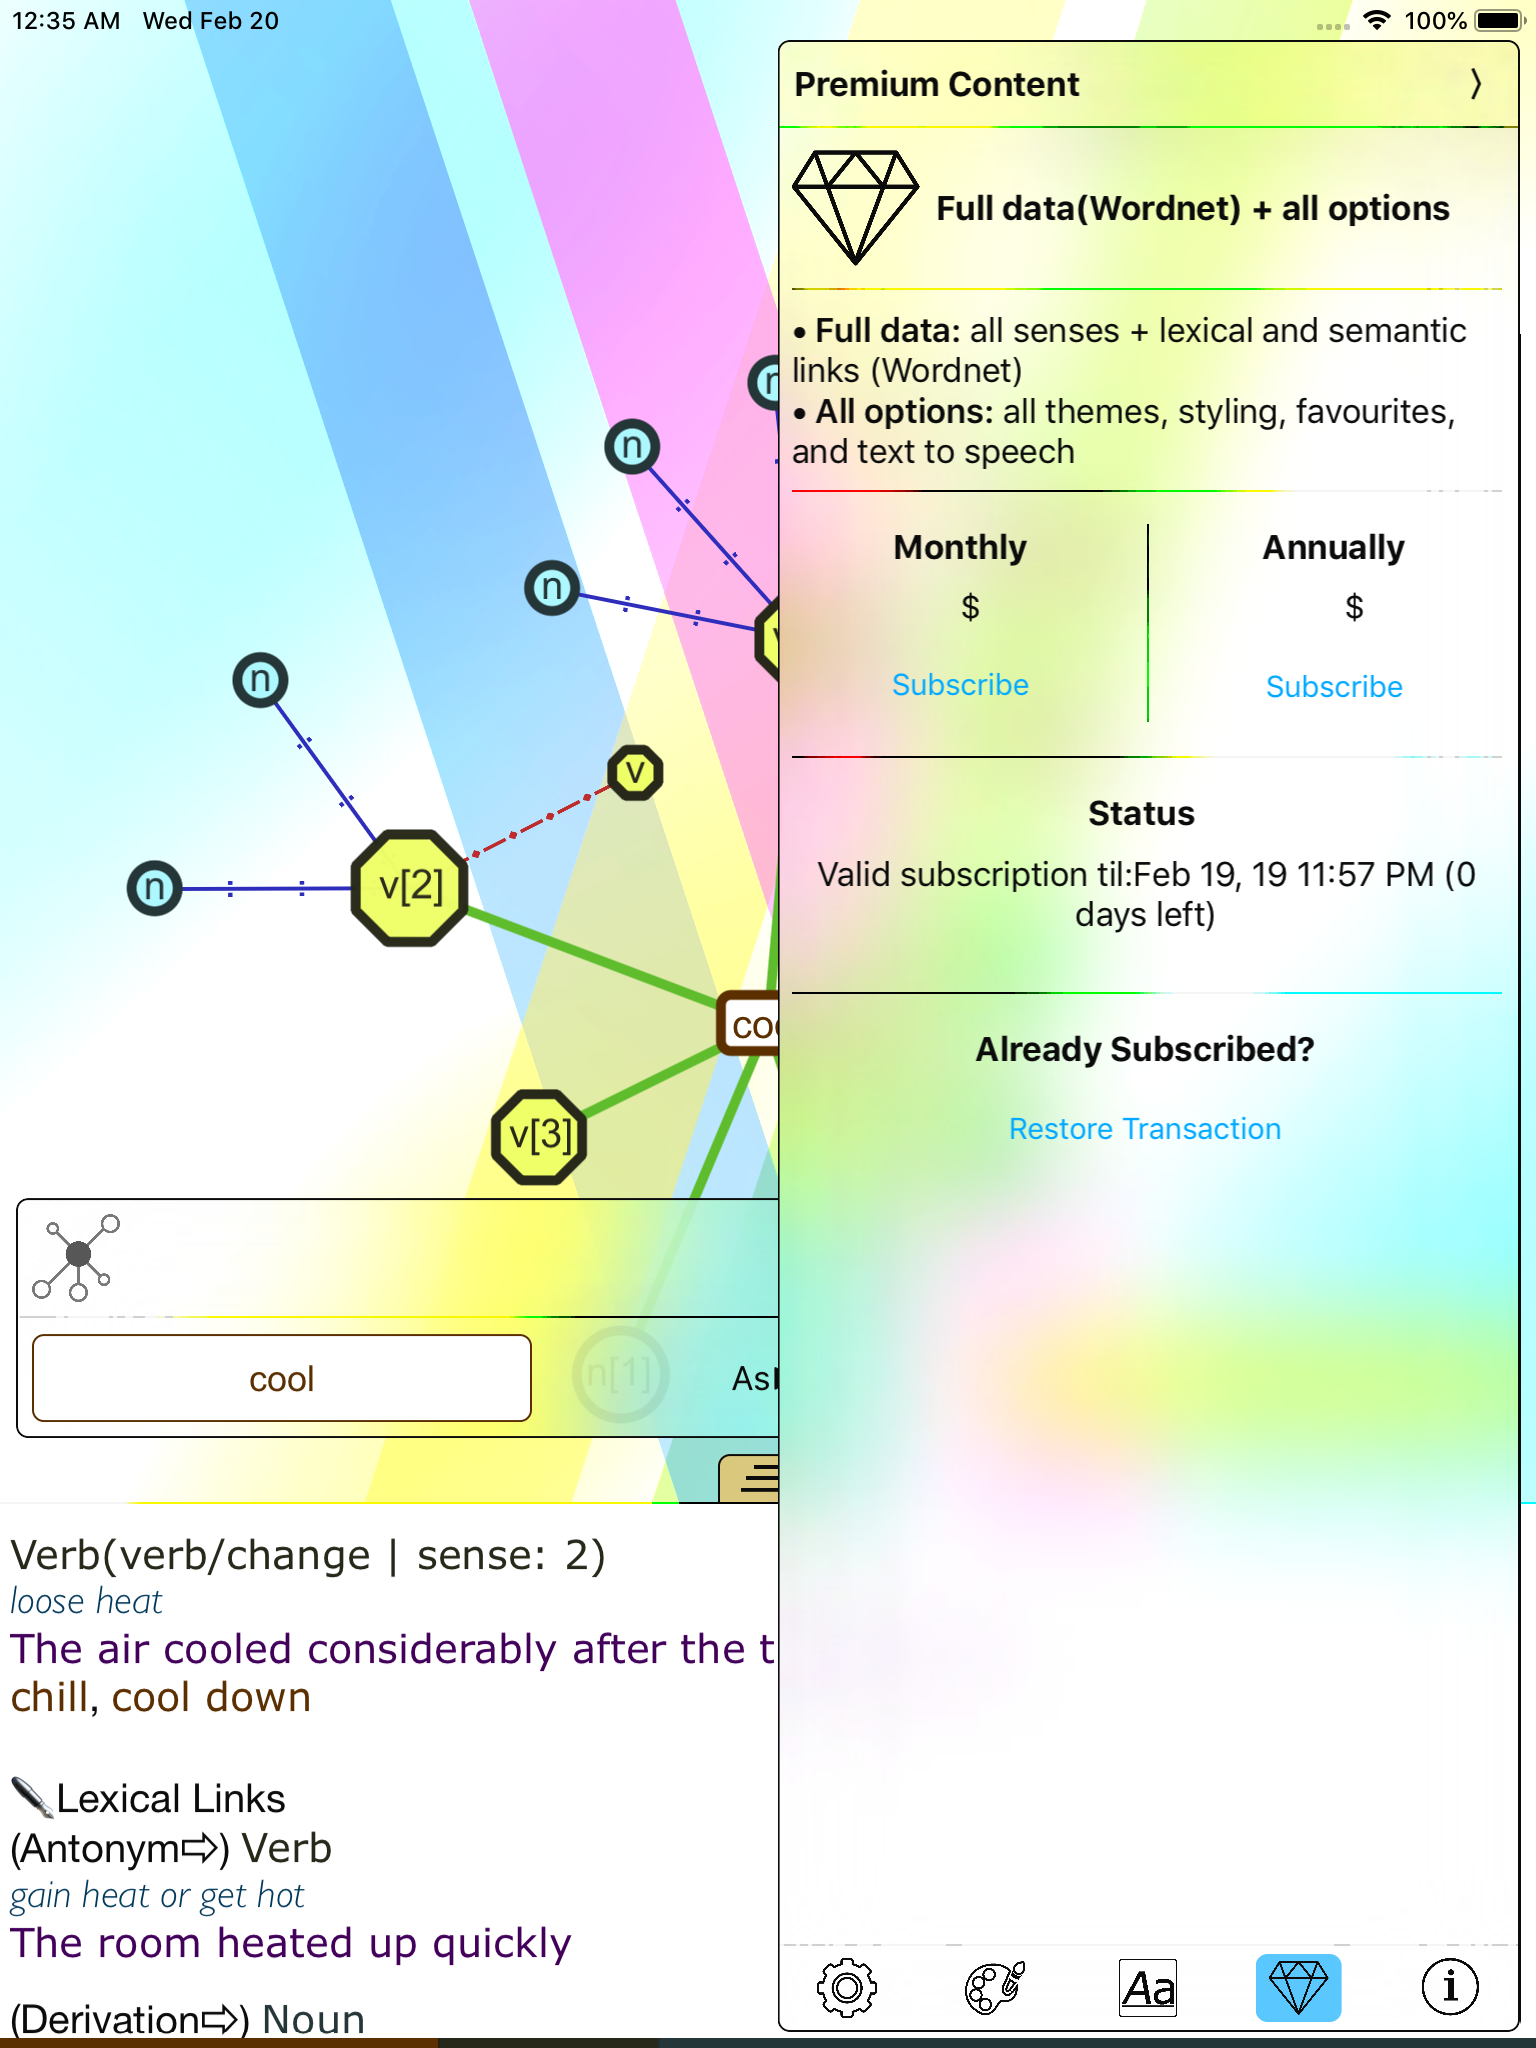 12:35 AM Wed Feb 20
100%
Premium Content
Full data(Wordnet) + all options
• Full data: all senses + lexical and semantic
links (Wordnet)
• All options: all themes, styling, favourites,
and text to speech
Monthly
$
Subscribe
Annually
$
Subscribe
Status
Valid subscription til:Feb 19, 19 11:57 PM (0
days left)
Already Subscribed?
Restore Transaction
Aa
i
n
n
n
n
v
v[2]
v[3]
n[1]
cool
Verb(verb/change | sense: 2)
loose heat
The air cooled considerably after the
chill, cool down
Lexical Links
(Antonym⇨) Verb
gain heat or get hot
The room heated up quickly
(Derivation⇨) Noun